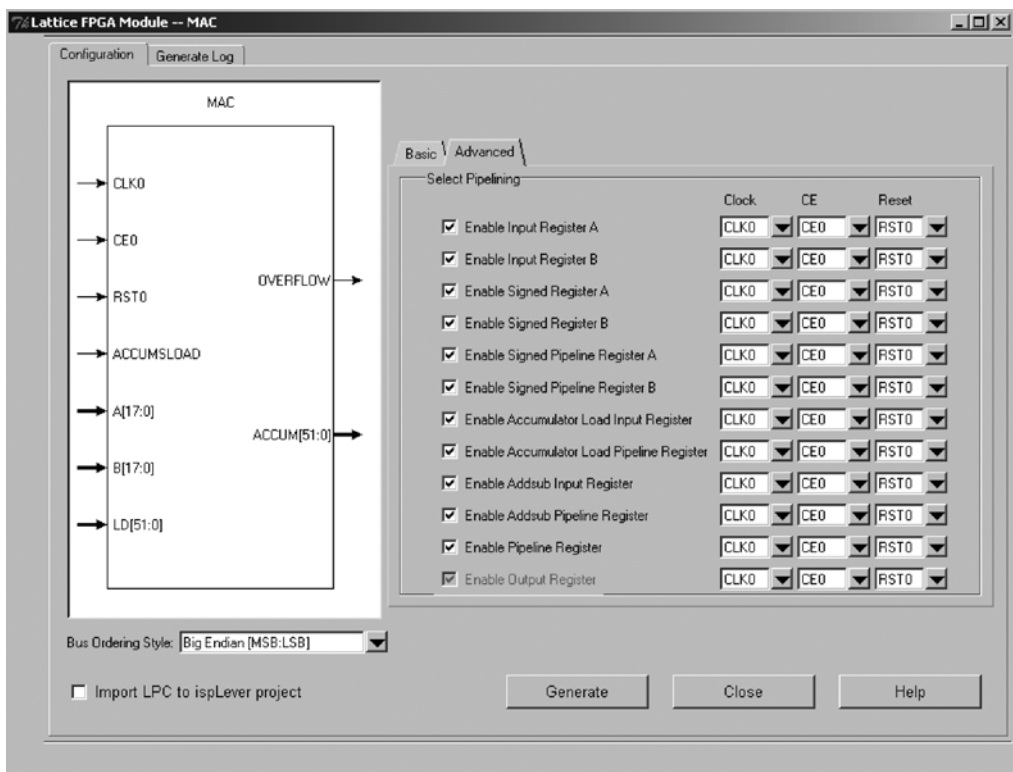 Lattice FPGA Module -- MAC
Configuration
Generate Log
MAC
CLK0
CE0
RST0
ACCUMSLOAD
A[17:0]
B[17:0]
LD[51:0]
OVERFLOW
ACCUM[51:0]
Basic
Advanced
Select Pipelining
Clock CE Reset
Enable Input Register A CLK0 CE0 RST0
Enable Input Register B CLK0 CE0 RST0
Enable Signed Register A CLK0 CE0 RST0
Enable Signed Register B CLK0 CE0 RST0
Enable Signed Pipeline Register A CLK0 CE0 RST0
Enable Signed Pipeline Register B CLK0 CE0 RST0
Enable Accumulator Load Input Register CLK0 CE0 RST0
Enable Accumulator Load Pipeline Register CLK0 CE0 RST0
Enable Addsub Input Register CLK0 CE0 RST0
Enable Addsub Pipeline Register CLK0 CE0 RST0
Enable Pipeline Register CLK0 CE0 RST0
Enable Output Register CLK0 CE0 RST0
Bus Ordering Style: Big Endian [MSB:LSB]
Import LPC to ispLever project
Generate
Close
Help